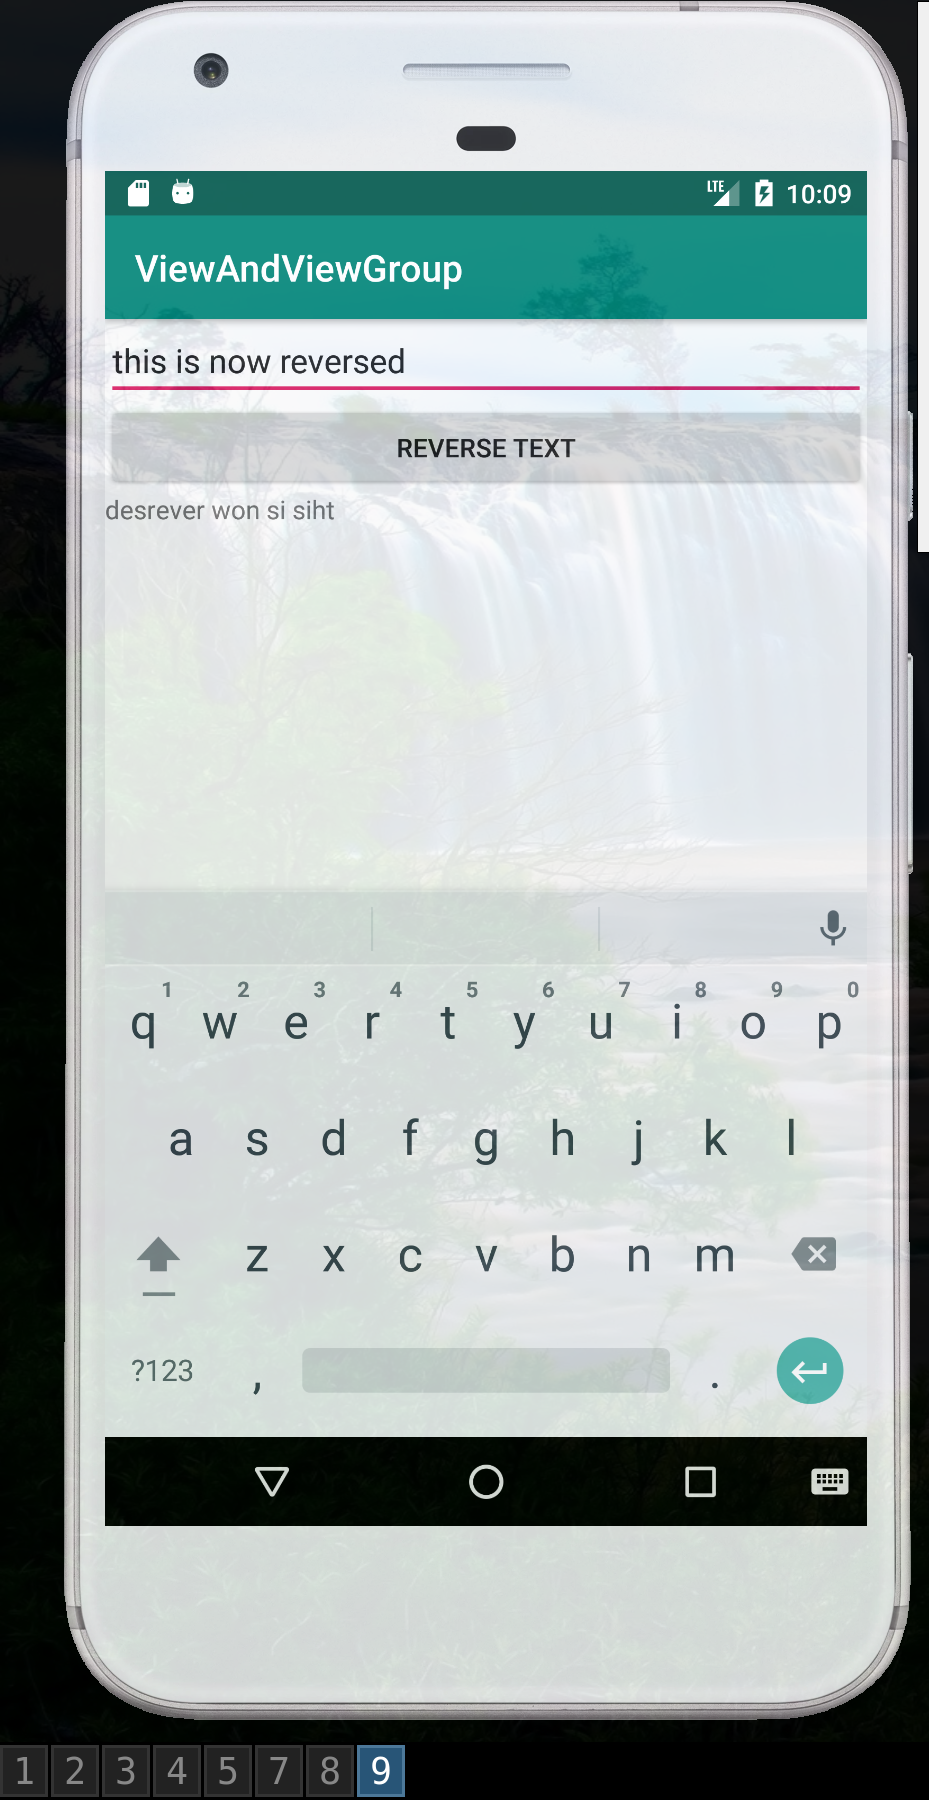 LTE 10:09
ViewAndViewGroup
this is now reversed
REVERSE TEXT
desrever won si siht
1 2 3 4 5 6 7 8 9 0
q w e r t y u i o p
a s d f g h j k l
z x c v b n m
?123 , .
1 2 3 4 5 7 8 9